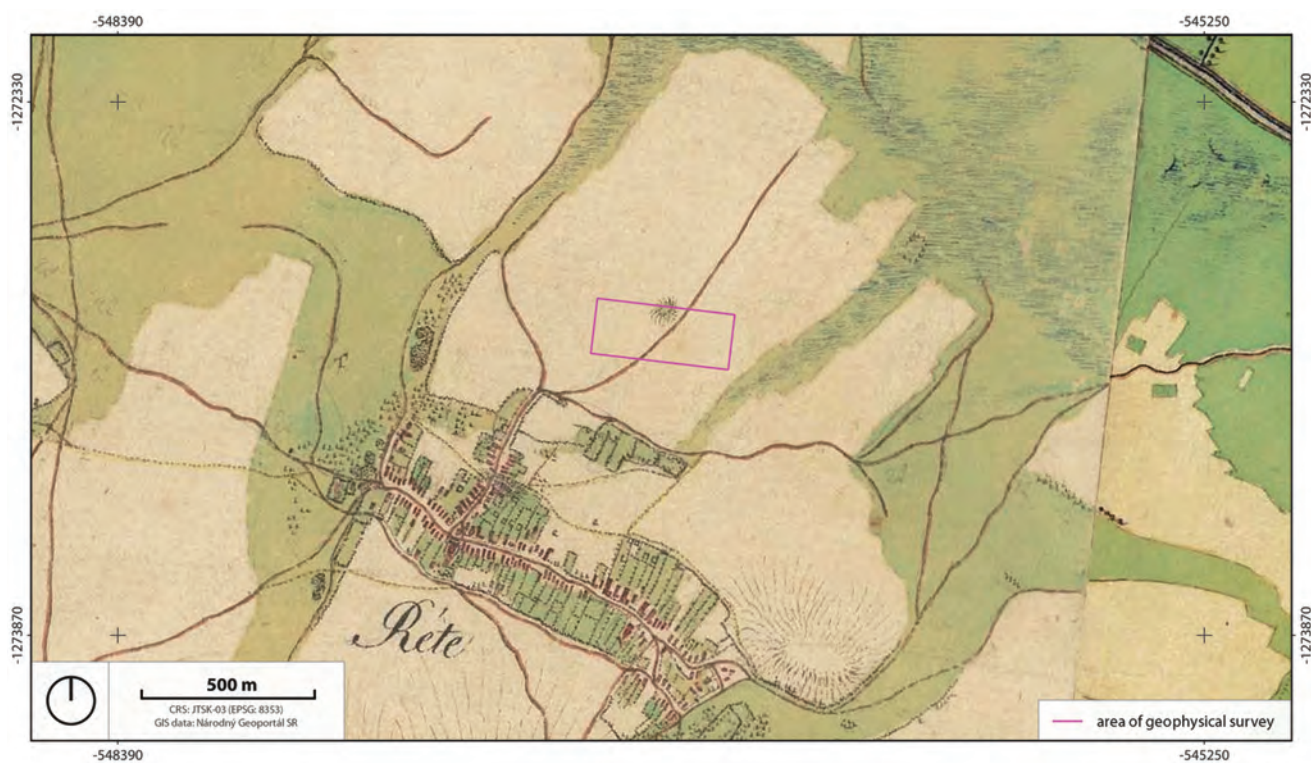 -548390
-545250
-1272330
-1272330
Réte
-1273870
-1273870
500 m
CRS: JTSK-03 (EPSG: 8353)
GIS data: Národný Geoportál SR
area of geophysical survey
-548390
-545250